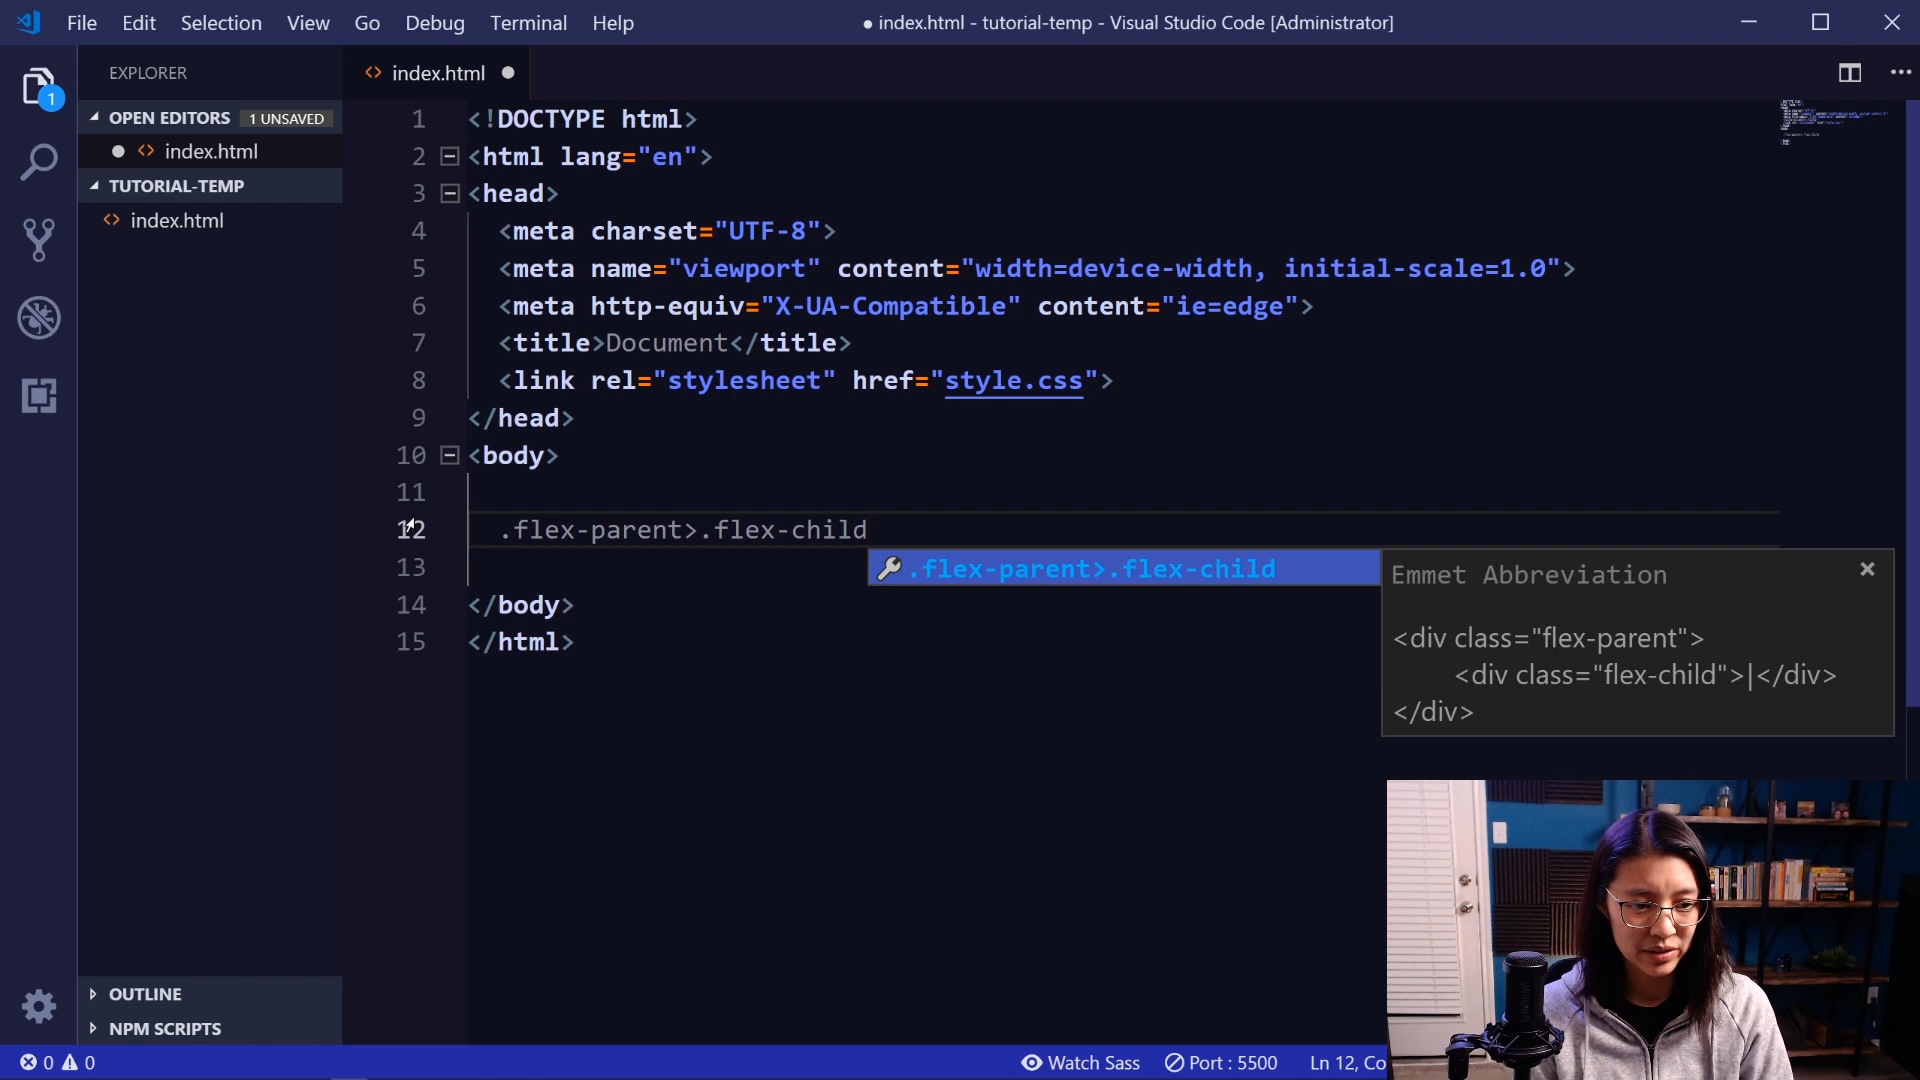 File Edit Selection View Go Debug Terminal Help
● index.html - tutorial-temp - Visual Studio Code [Administrator]
EXPLORER
index.html
1
OPEN EDITORS 1 UNSAVED
index.html
TUTORIAL-TEMP
index.html
1 <!DOCTYPE html>
2 <html lang="en">
3 <head>
4 <meta charset="UTF-8">
5 <meta name="viewport" content="width=device-width, initial-scale=1.0">
6 <meta http-equiv="X-UA-Compatible" content="ie=edge">
7 <title>Document</title>
8 <link rel="stylesheet" href="style.css">
9 </head>
10 <body>
11
12 .flex-parent>.flex-child
13
14 </body>
15 </html>
.flex-parent>.flex-child
Emmet Abbreviation
<div class="flex-parent">
<div class="flex-child">|</div>
</div>
OUTLINE
NPM SCRIPTS
0 0
Watch Sass
Port : 5500
Ln 12, Co